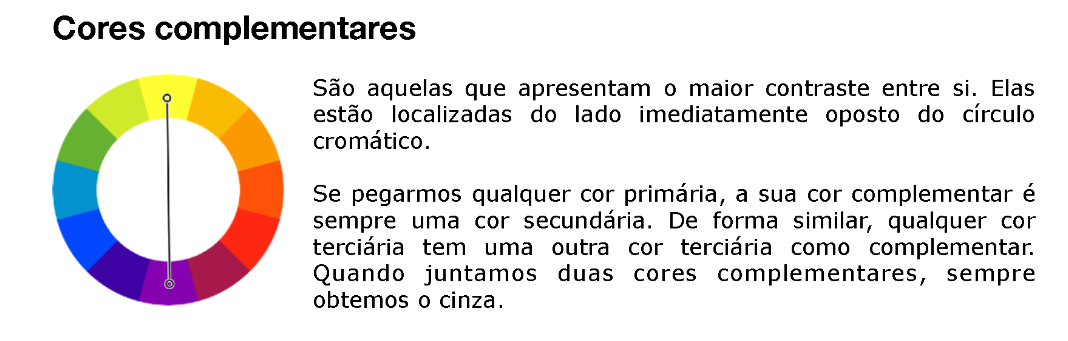 Cores complementares
São aquelas que apresentam o maior contraste entre si. Elas
estão localizadas do lado imediatamente oposto do círculo
cromático.
Se pegarmos qualquer cor primária, a sua cor complementar é
sempre uma cor secundária. De forma similar, qualquer cor
terciária tem uma outra cor terciária como complementar.
Quando juntamos duas cores complementares, sempre
obtemos o cinza.